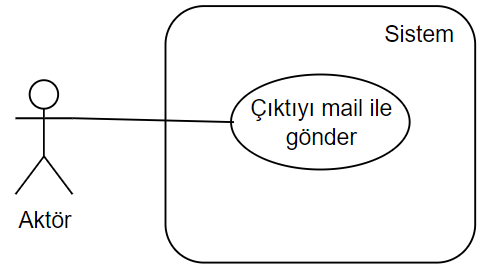 Sistem
Çıktıyı mail ile
gönder
Aktör